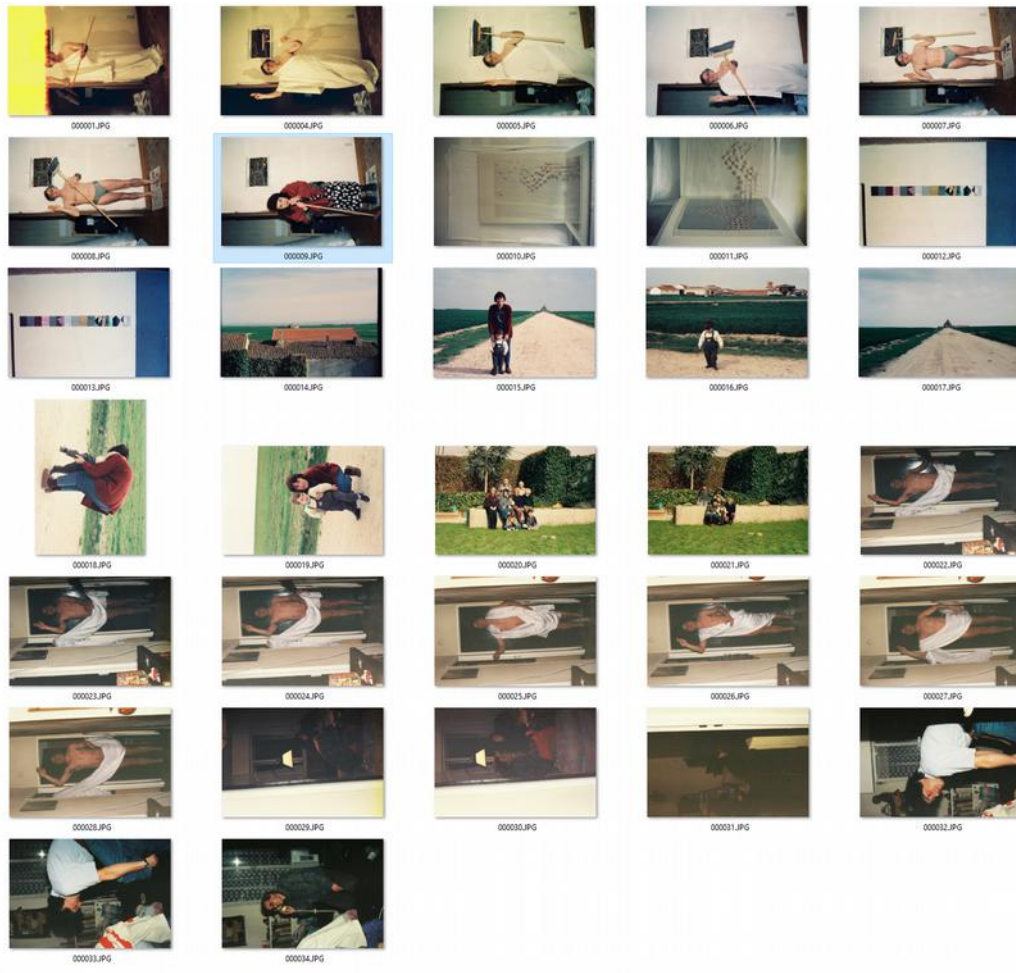 000001.JPG 000004.JPG 000005.JPG 000006.JPG 000007.JPG
000008.JPG 000009.JPG 000010.JPG 000011.JPG 000012.JPG
000013.JPG 000014.JPG 000015.JPG 000016.JPG 000017.JPG
000018.JPG 000019.JPG 000020.JPG 000021.JPG 000022.JPG
000023.JPG 000024.JPG 000025.JPG 000026.JPG 000027.JPG
000028.JPG 000029.JPG 000030.JPG 000031.JPG 000032.JPG
000033.JPG 000034.JPG